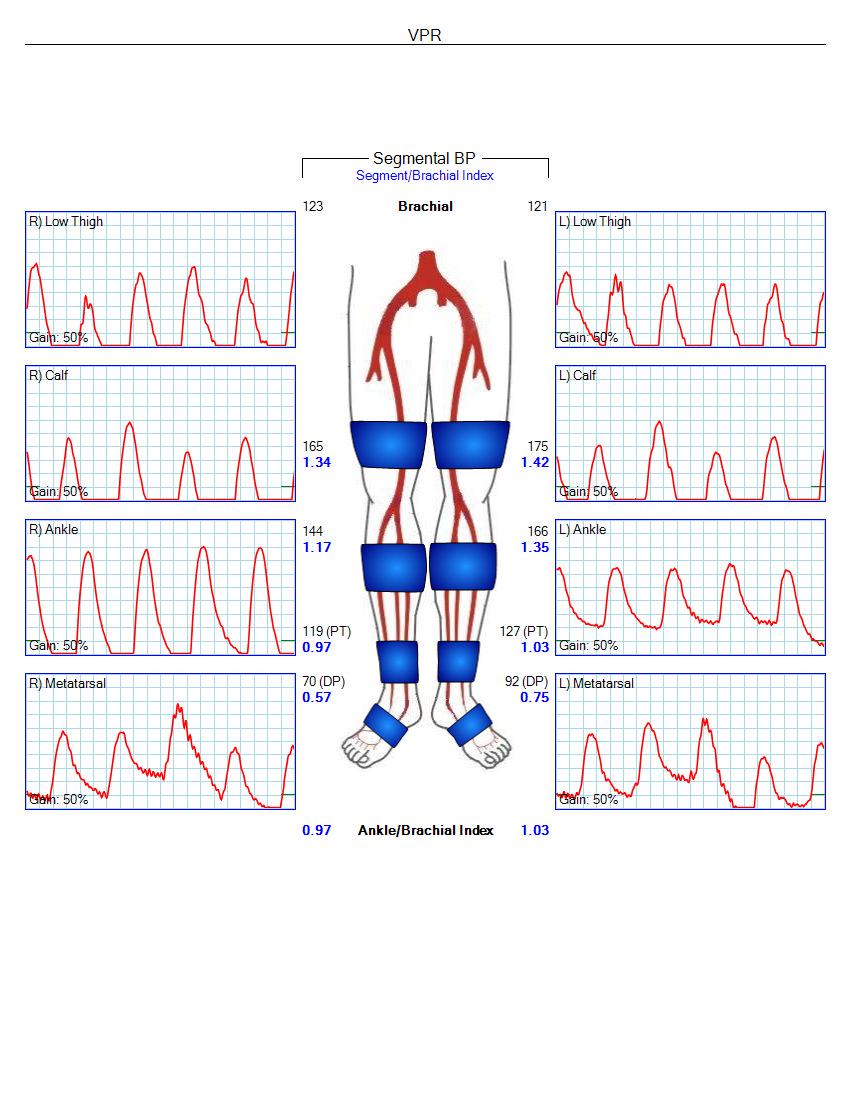 VPR
Segmental BP
Segment/Brachial Index
123 Brachial 121
R) Low Thigh
Gain: 50%
L) Low Thigh
Gain: 50%
R) Calf
Gain: 50%
165
1.34
175
1.42
L) Calf
Gain: 50%
R) Ankle
Gain: 50%
144
1.17
166
1.35
L) Ankle
Gain: 50%
119 (PT)
0.97
127 (PT)
1.03
R) Metatarsal
Gain: 50%
70 (DP)
0.57
92 (DP)
0.75
L) Metatarsal
Gain: 50%
0.97 Ankle/Brachial Index 1.03